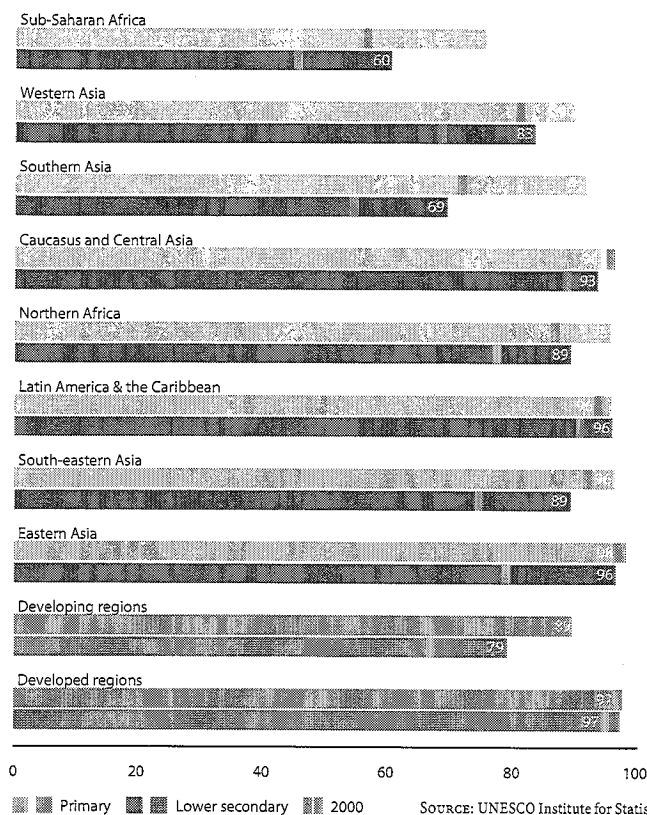 Sub-Saharan Africa
60
Western Asia
83
Southern Asia
69
Caucasus and Central Asia
93
Northern Africa
89
Latin America & the Caribbean
96
South-eastern Asia
96
89
Eastern Asia
96
Developing regions
79
Developed regions
97
0 20 40 60 80 100
Primary Lower secondary 2000 SOURCE: UNESCO Institute for Statis